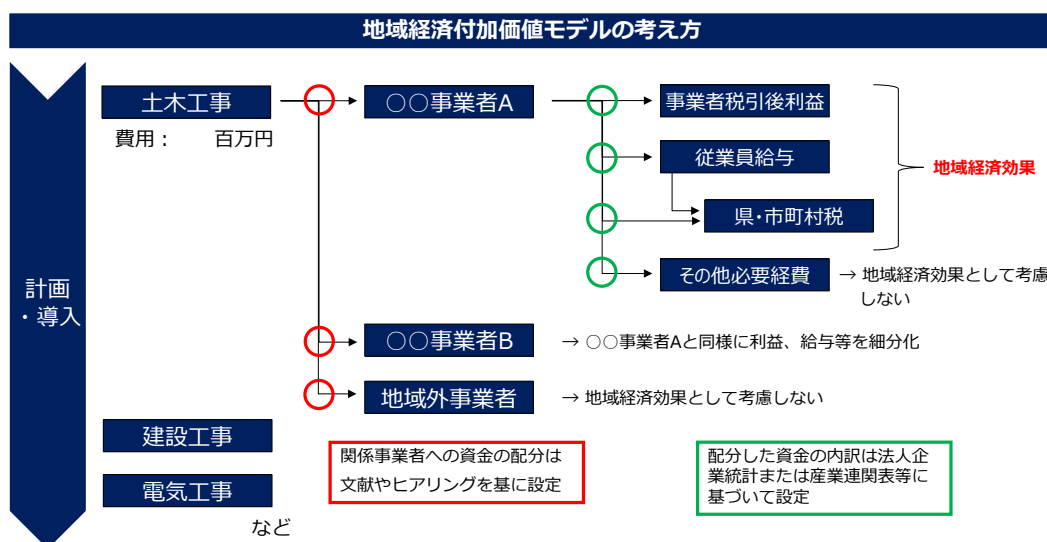 地域経済付加価値モデルの考え方
計画
・導入
土木工事
費用： 百万円
○○事業者A
事業者税引後利益
従業員給与
県・市町村税
その他必要経費
地域経済効果
→ 地域経済効果として考慮
しない
○○事業者B
→ ○○事業者Aと同様に利益、給与等を細分化
地域外事業者
→ 地域経済効果として考慮しない
建設工事
電気工事
など
関係事業者への資金の配分は
文献やヒアリングを基に設定
配分した資金の内訳は法人企
業統計または産業連関表等に
基づいて設定